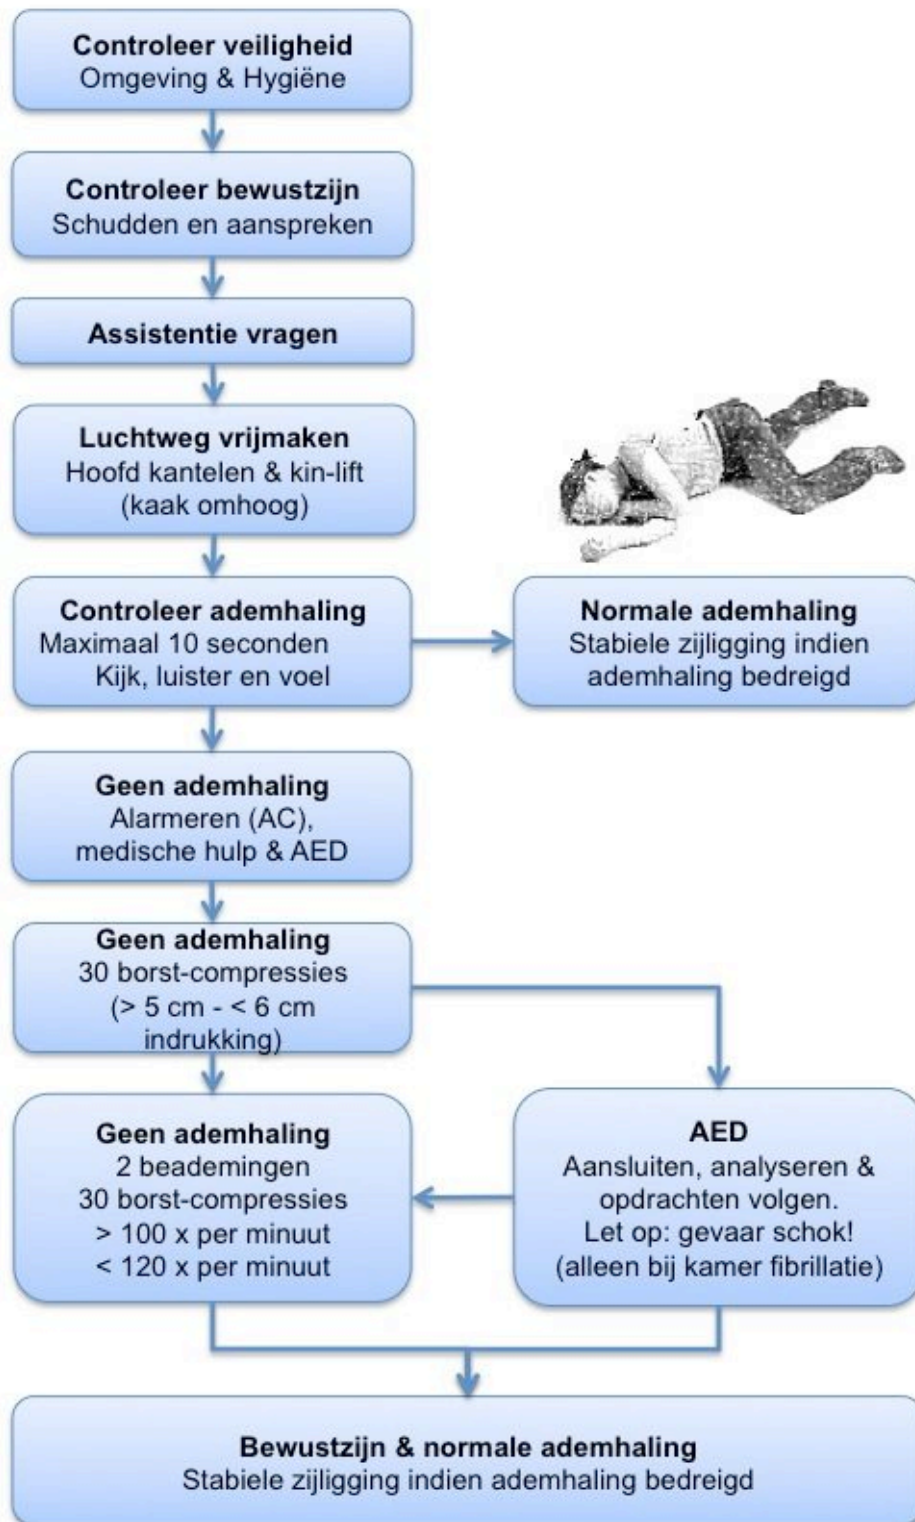 Controleer veiligheid
Omgeving & Hygiëne
Controleer bewustzijn
Schudden en aanspreken
Assistentie vragen
Luchtweg vrijmaken
Hoofd kantelen & kin-lift
(kaak omhoog)
Controleer ademhaling
Maximaal 10 seconden
Kijk, luister en voel
Normale ademhaling
Stabiele zijligging indien
ademhaling bedreigd
Geen ademhaling
Alarmeren (AC),
medische hulp & AED
Geen ademhaling
30 borst-compressies
(> 5 cm - < 6 cm
indrukking)
Geen ademhaling
2 beademingen
30 borst-compressies
> 100 x per minuut
< 120 x per minuut
AED
Aansluiten, analyseren &
opdrachten volgen.
Let op: gevaar schok!
(alleen bij kamer fibrillatie)
Bewustzijn & normale ademhaling
Stabiele zijligging indien ademhaling bedreigd